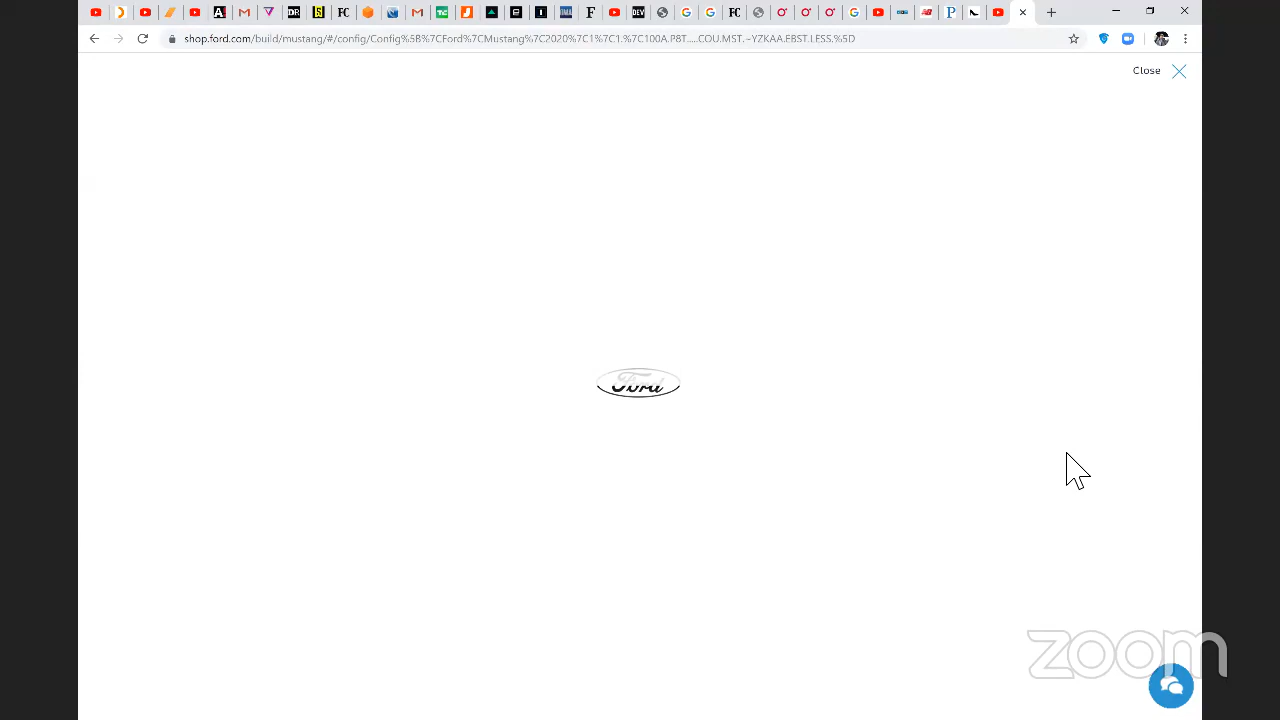 shop.ford.com/build/mustang/#/config/Config%5B%7CFord%7CMustang%7C2020%7C1%7C1.%7C100A.P8T.....COU.MST.~YZKAA.EBST.LESS.%5D
Close
Ford
zoom